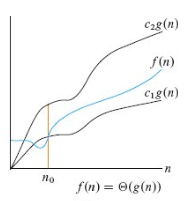 c₂g(n)
f(n)
c₁g(n)
n
n₀
f(n) = Θ(g(n))